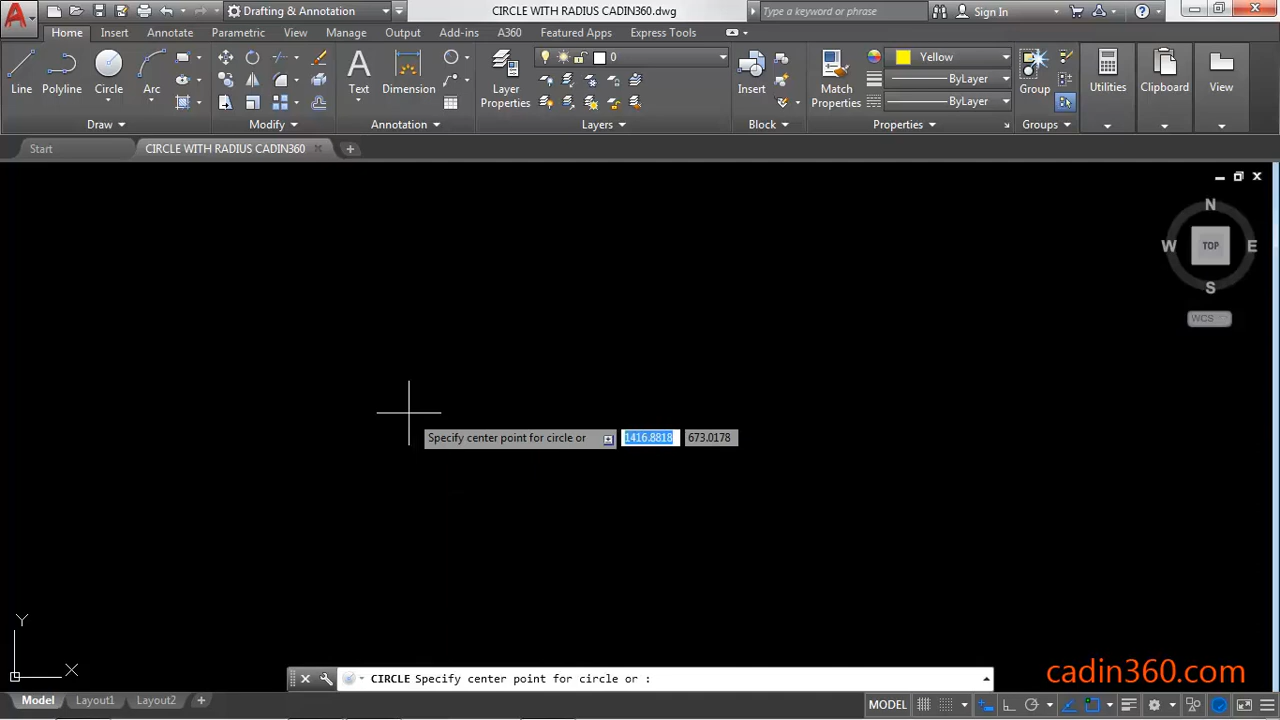 Drafting & Annotation
CIRCLE WITH RADIUS CADIN360.dwg
Type a keyword or phrase
Sign In
Home Insert Annotate Parametric View Manage Output Add-ins A360 Featured Apps Express Tools
0
Yellow
ByLayer
ByLayer
Line Polyline Circle Arc Text Dimension Layer Properties Insert Match Properties Group Utilities Clipboard View
Draw Modify Annotation Layers Block Properties Groups
Start CIRCLE WITH RADIUS CADIN360
N
W TOP E
S
WCS
Specify center point for circle or 1416.8818 673.0178
Y
X
CIRCLE Specify center point for circle or :
cadin360.com
Model Layout1 Layout2 MODEL